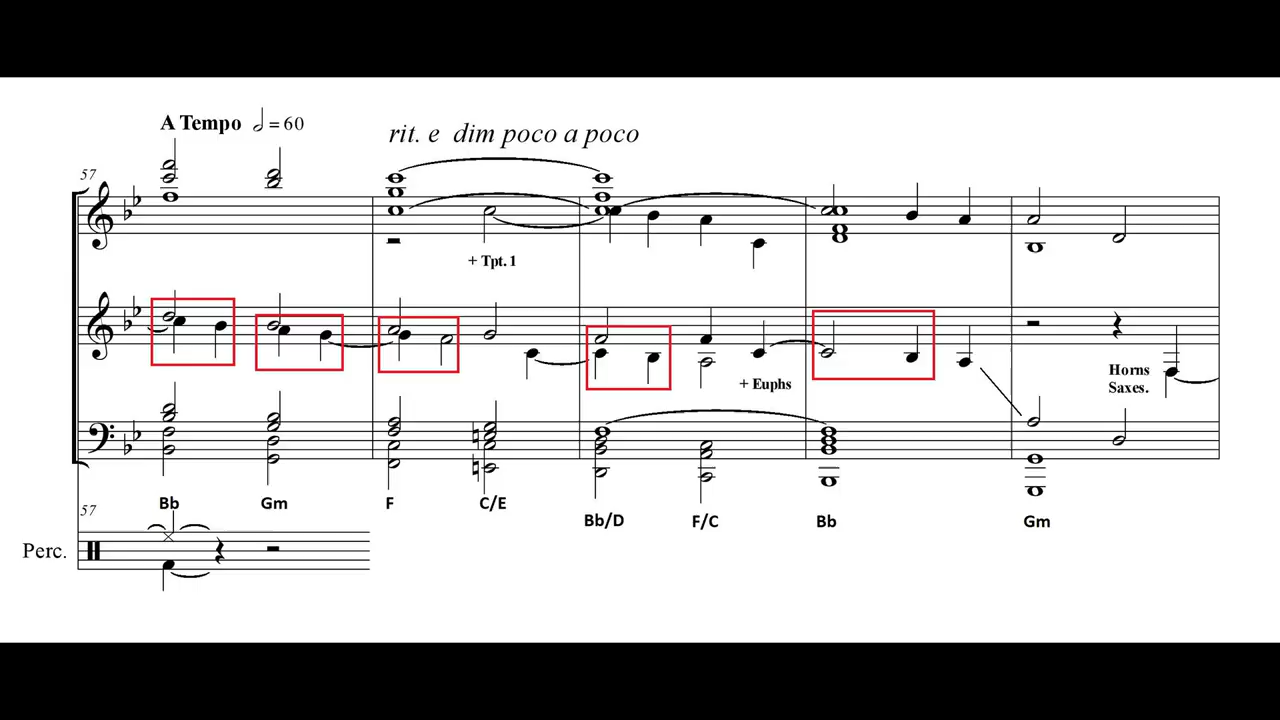 A Tempo 𝅗𝅥 = 60
rit. e dim poco a poco
57
+ Tpt. 1
+ Euphs
Horns
Saxes.
Bb Gm F C/E Bb/D F/C Bb Gm
57
Perc.